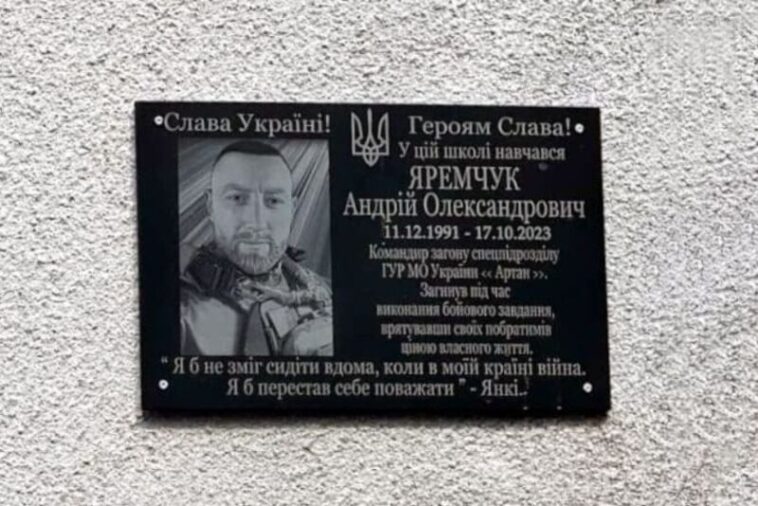 Слава Україні!
Героям Слава!
У цій школі навчався
ЯРЕМЧУК
Андрій Олександрович
11.12.1991 - 17.10.2023
Командир загону спецпідрозділу
ГУР МО України « Артан ».
Загинув під час
виконання бойового завдання,
врятувавши своїх побратимів
ціною власного життя.
" Я б не зміг сидіти вдома, коли в моїй країні війна.
Я б перестав себе поважати " - Янкі.